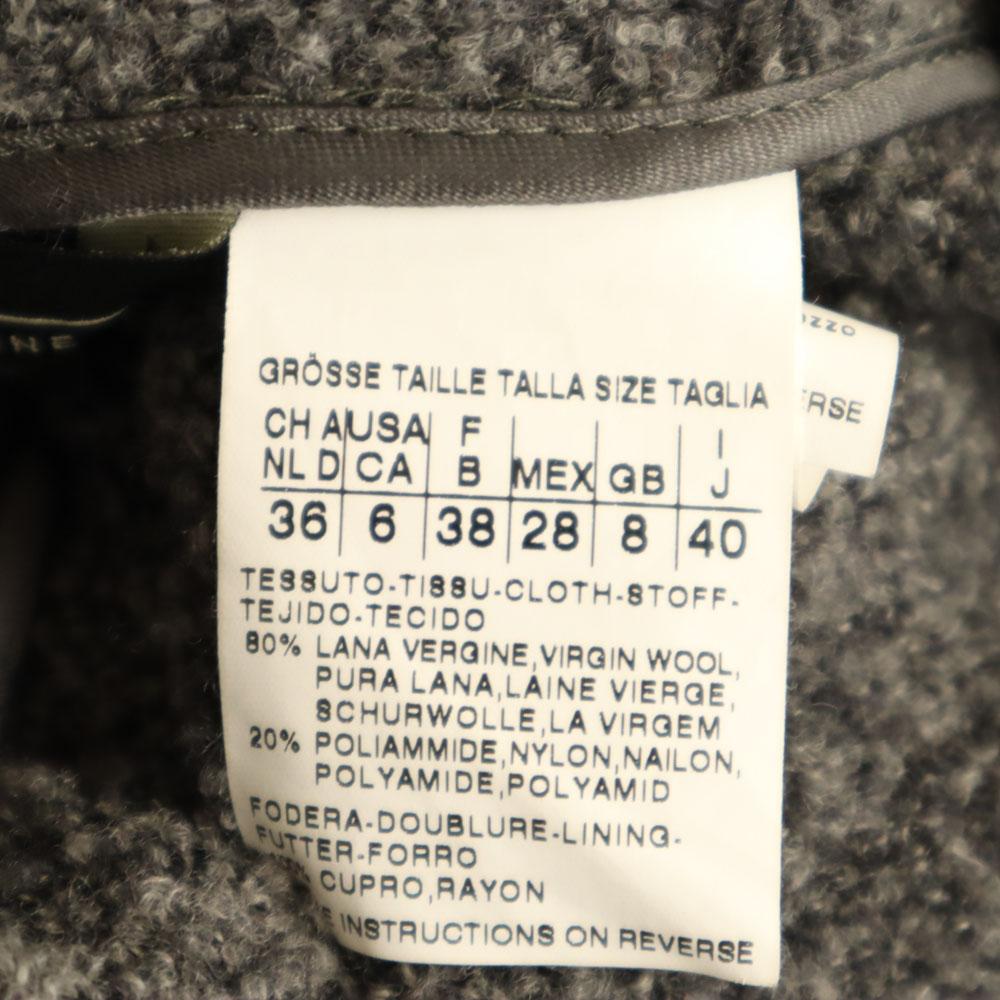 GRÖSSE TAILLE TALLA SIZE TAGLIA
CH A USA F I
NL D CA B MEX GB J
36 6 38 28 8 40
TESSUTO-TISSU-CLOTH-STOFF-
TEJIDO-TECIDO
80% LANA VERGINE,VIRGIN WOOL,
PURA LANA,LAINE VIERGE,
SCHURWOLLE,LA VIRGEM
20% POLIAMMIDE,NYLON,NAILON,
POLYAMIDE,POLYAMID
FODERA-DOUBLURE-LINING-
FUTTER-FORRO
CUPRO,RAYON
INSTRUCTIONS ON REVERSE